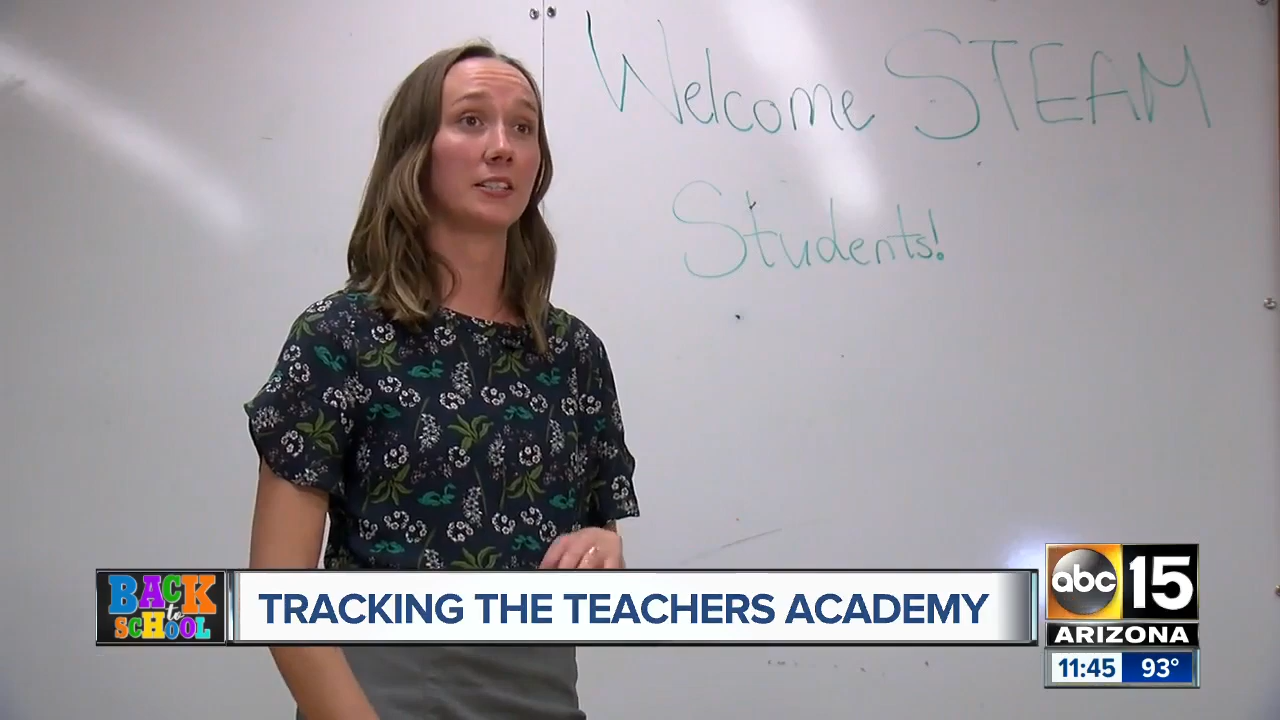 Welcome STEAM
Students!
BACK
to
SCHOOL
TRACKING THE TEACHERS ACADEMY
abc 15
ARIZONA
11:45 93°